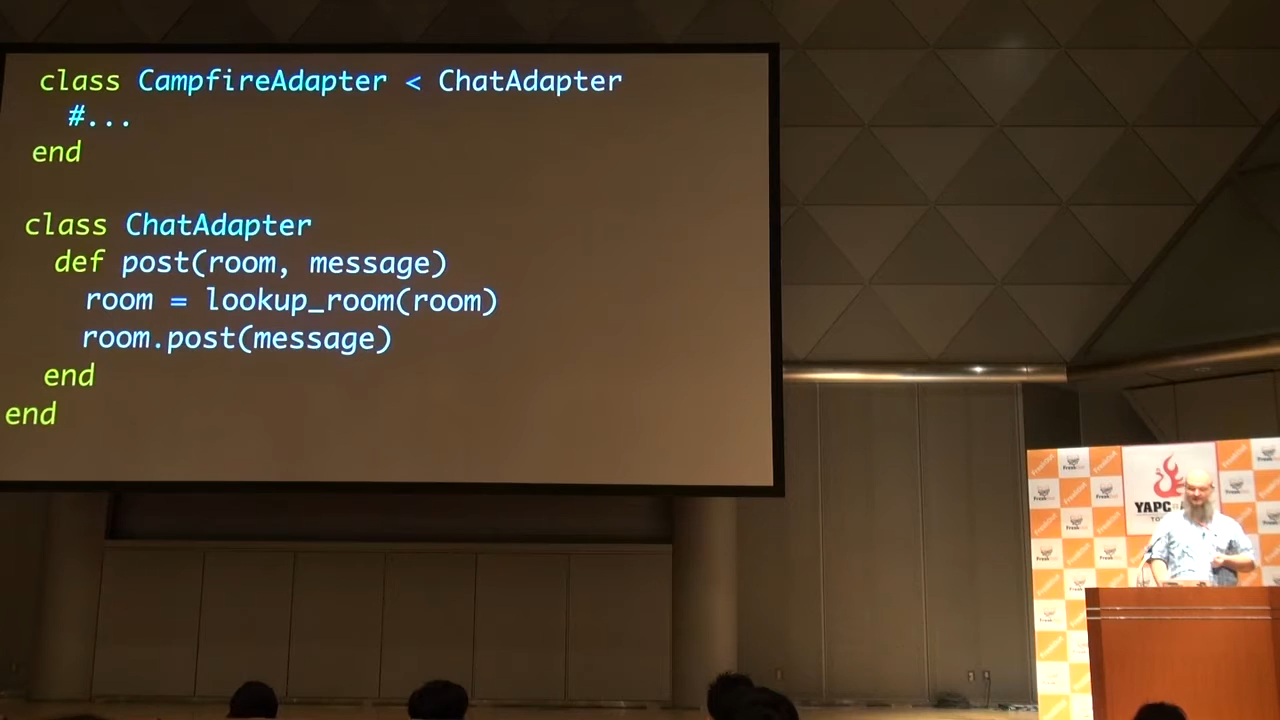 class CampfireAdapter < ChatAdapter
  #...
end
class ChatAdapter
  def post(room, message)
    room = lookup_room(room)
    room.post(message)
  end
end
FreakOut
YAPC